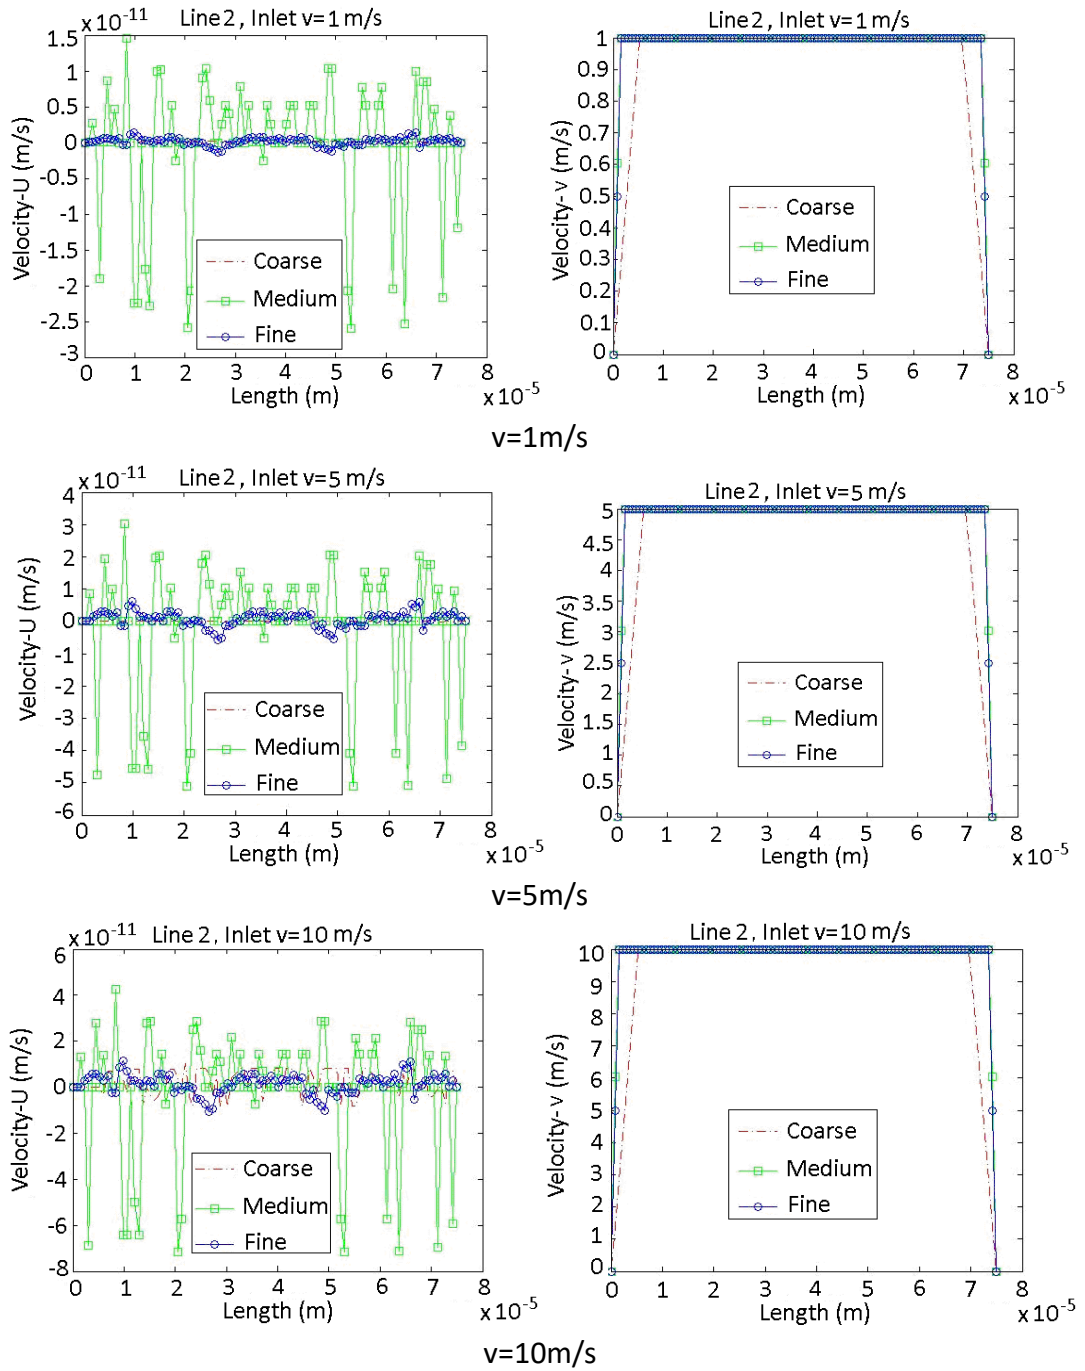 x 10-11
Line 2, Inlet v=1 m/s
1.5
1
0.5
0
-0.5
-1
-1.5
-2
-2.5
-3
Velocity-U (m/s)
Coarse
Medium
Fine
0 1 2 3 4 5 6 7 8
Length (m)
x10-5
Line 2, Inlet v=1 m/s
1
0.9
0.8
0.7
0.6
0.5
0.4
0.3
0.2
0.1
0
Velocity-v (m/s)
Coarse
Medium
Fine
0 1 2 3 4 5 6 7 8
Length (m)
x10-5
v=1m/s
x 10-11
Line 2, Inlet v=5 m/s
4
3
2
1
0
-1
-2
-3
-4
-5
-6
Velocity-U (m/s)
Coarse
Medium
Fine
0 1 2 3 4 5 6 7 8
Length (m)
x10-5
Line 2, Inlet v=5 m/s
5
4.5
4
3.5
3
2.5
2
1.5
1
0.5
0
Velocity-v (m/s)
Coarse
Medium
Fine
0 1 2 3 4 5 6 7 8
Length (m)
x 10-5
v=5m/s
x 10-11
Line 2, Inlet v=10 m/s
6
4
2
0
-2
-4
-6
-8
Velocity-U (m/s)
Coarse
Medium
Fine
0 1 2 3 4 5 6 7 8
Length (m)
x 10-5
Line 2, Inlet v=10 m/s
10
9
8
7
6
5
4
3
2
1
0
Velocity-v (m/s)
Coarse
Medium
Fine
0 1 2 3 4 5 6 7 8
Length (m)
x 10-5
v=10m/s